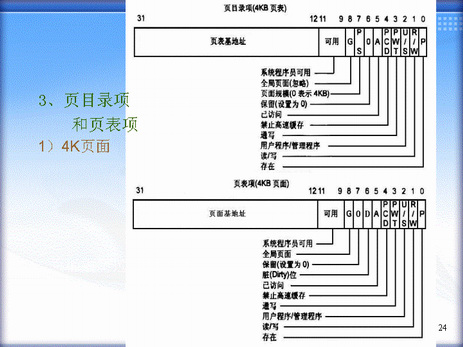 页目录项(4KB 页表)
31 12 11 9 8 7 6 5 4 3 2 1 0
页表基地址 可用 G PS 0 A PCD PWT U/S R/W P
系统程序员可用
全局页面(忽略)
页面规模(0 表示 4KB)
保留(设置为 0)
已访问
禁止高速缓存
通写
用户程序/管理程序
读/写
存在
3、页目录项
和页表项
1）4K页面
页表项(4KB 页面)
31 12 11 9 8 7 6 5 4 3 2 1 0
页面基地址 可用 G 0 D A PCD PWT U/S R/W P
系统程序员可用
全局页面
保留(设置为 0)
脏(Dirty)位
已访问
禁止高速缓存
通写
用户程序/管理程序
读/写
存在
24